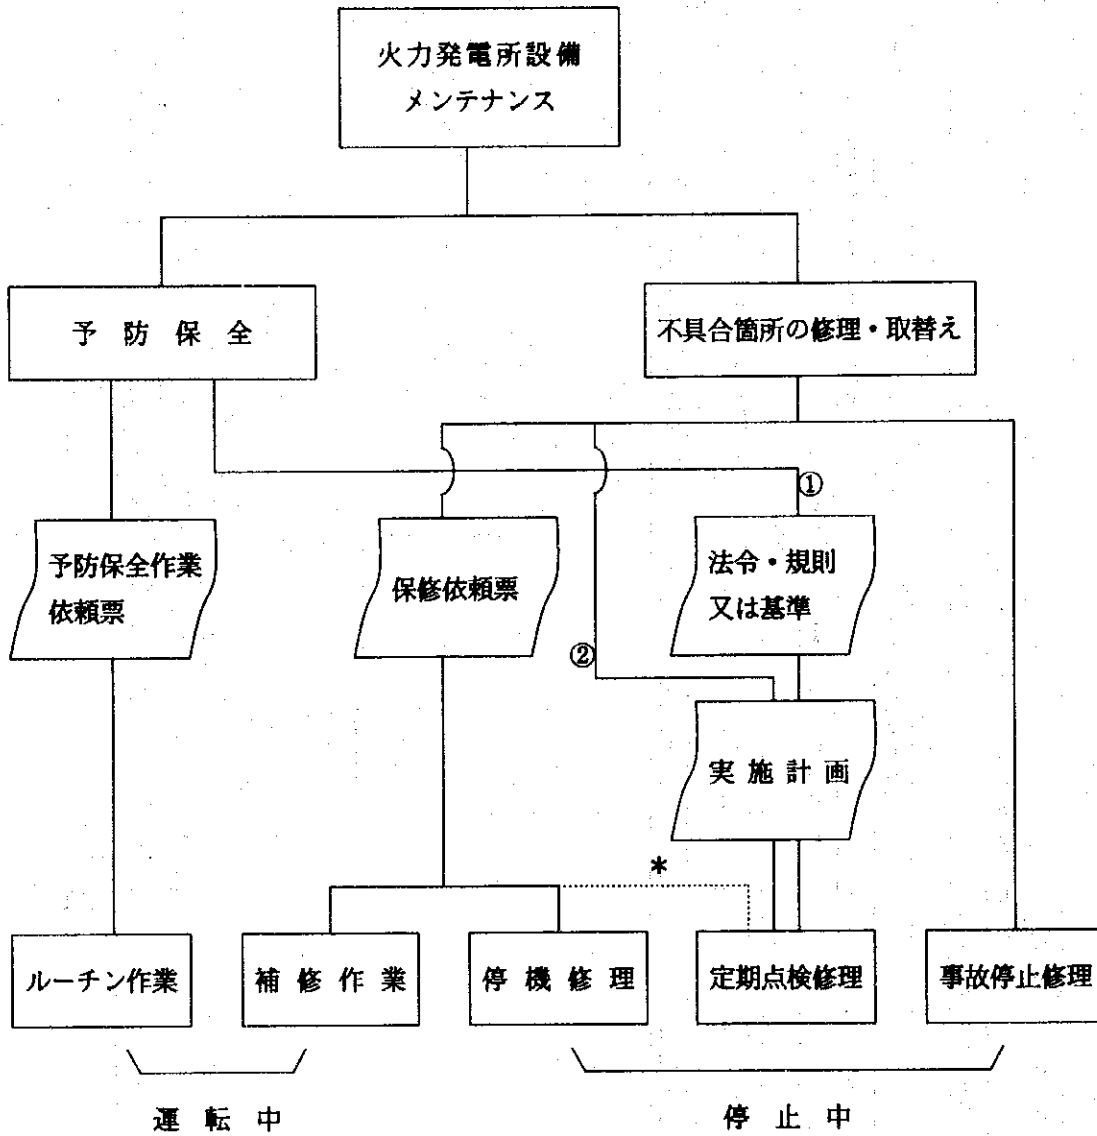 火力発電所設備
メンテナンス
予防保全
不具合箇所の修理・取替え
①
予防保全作業
依頼票
保修依頼票
法令・規則
又は基準
②
実施計画
*
ルーチン作業
補修作業
停機修理
定期点検修理
事故停止修理
運転中
停止中